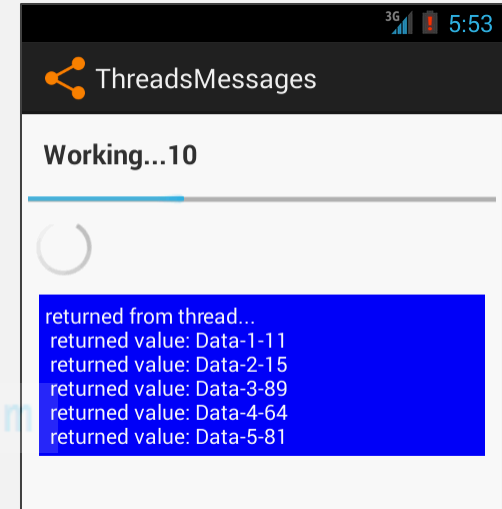 3G 5:53
ThreadsMessages
Working...10
returned from thread...
returned value: Data-1-11
returned value: Data-2-15
returned value: Data-3-89
returned value: Data-4-64
returned value: Data-5-81
m